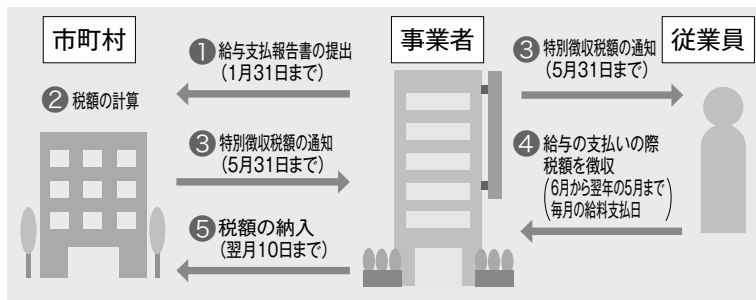 市町村
事業者
従業員
❶給与支払報告書の提出
（1月31日まで）
❷税額の計算
❸特別徴収税額の通知
（5月31日まで）
❸特別徴収税額の通知
（5月31日まで）
❹給与の支払いの際
税額を徴収
（6月から翌年の5月まで
毎月の給料支払日）
❺税額の納入
（翌月10日まで）